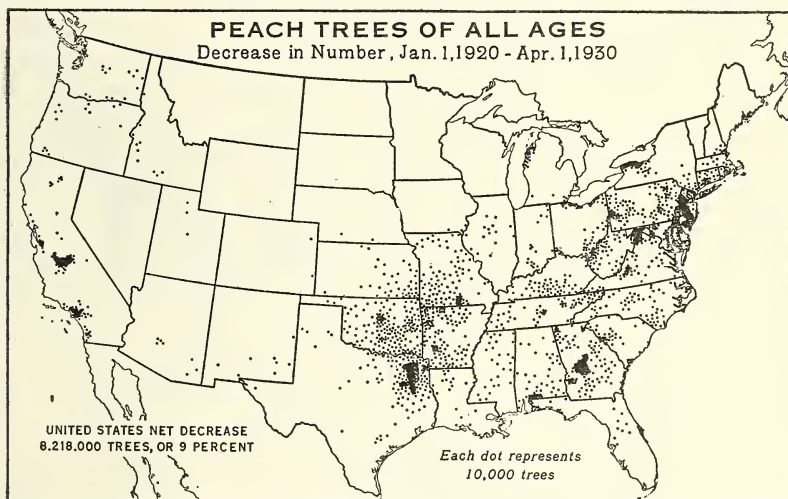 PEACH TREES OF ALL AGES
Decrease in Number, Jan. 1, 1920 - Apr. 1, 1930
UNITED STATES NET DECREASE
8,218,000 TREES, OR 9 PERCENT
Each dot represents
10,000 trees